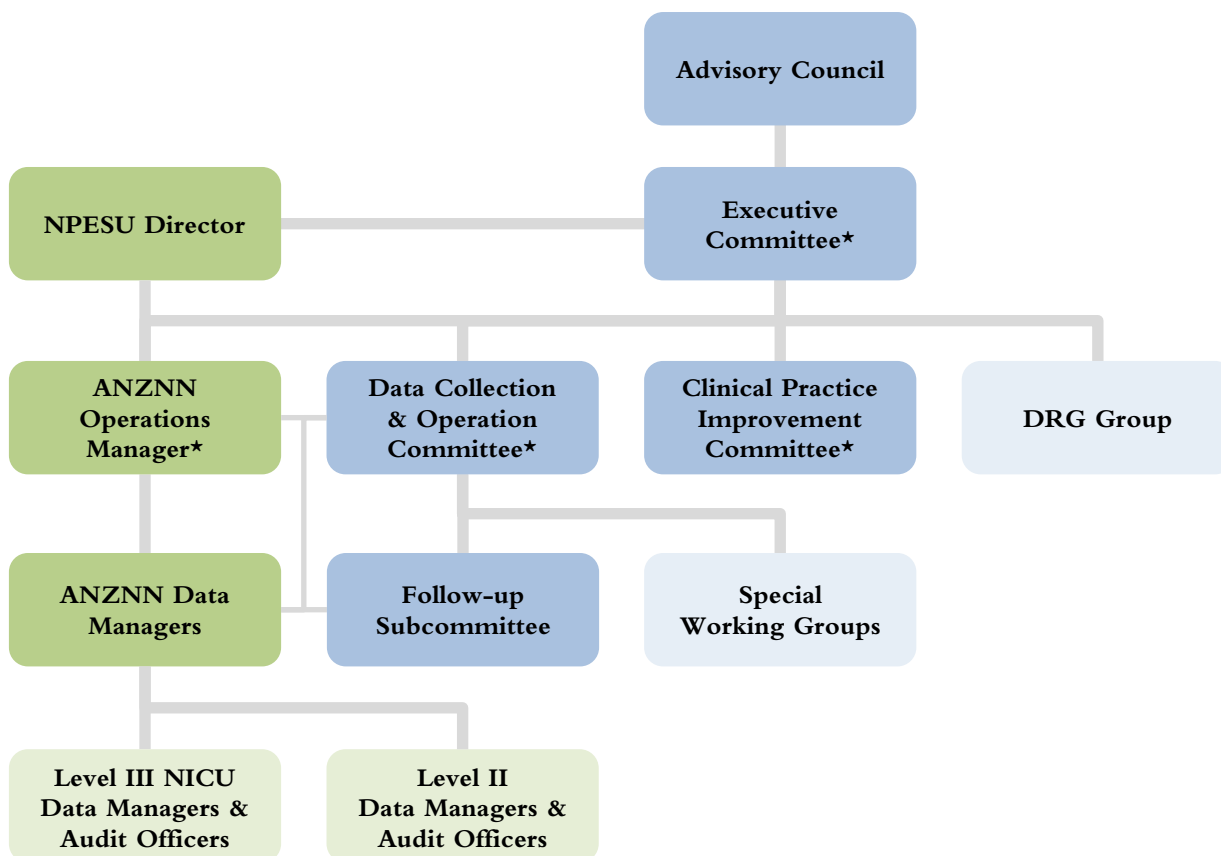 Advisory Council
NPESU Director
Executive
Committee★
ANZNN
Operations
Manager★
Data Collection
& Operation
Committee★
Clinical Practice
Improvement
Committee★
DRG Group
ANZNN Data
Managers
Follow-up
Subcommittee
Special
Working Groups
Level III NICU
Data Managers &
Audit Officers
Level II
Data Managers &
Audit Officers